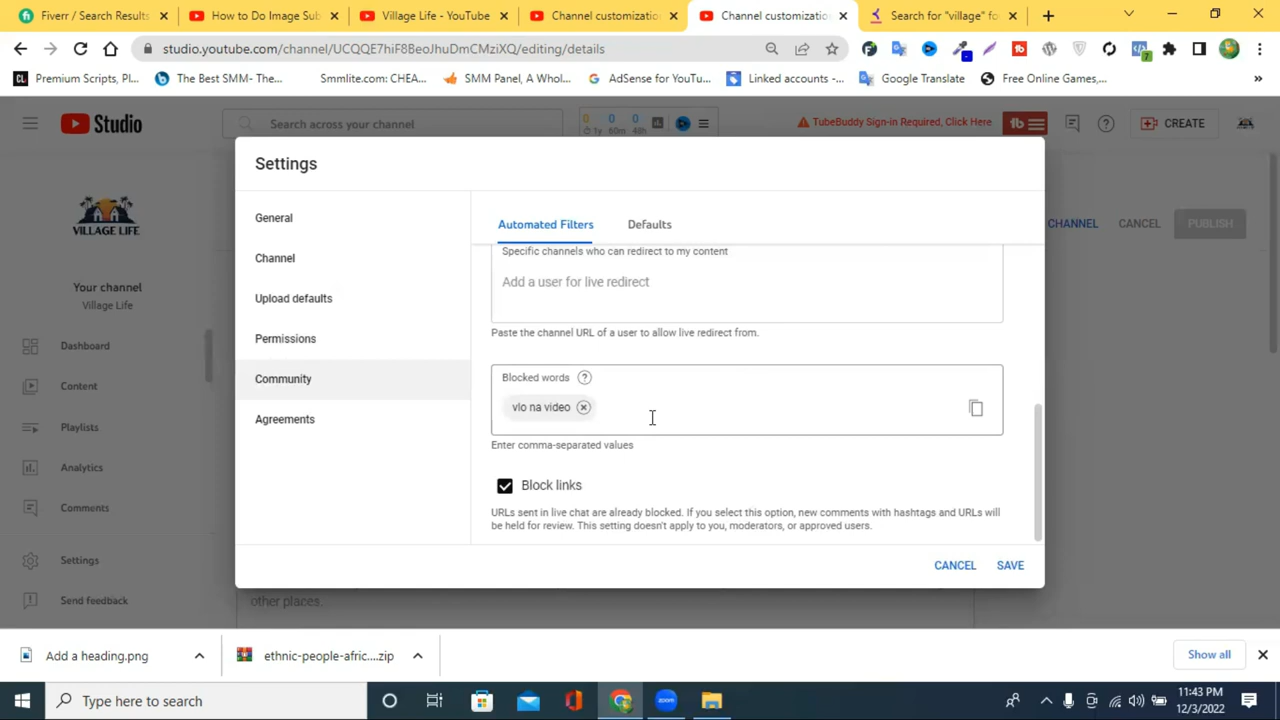 Fiverr / Search Results
How to Do Image Sub
Village Life - YouTube
Channel customizatio
Channel customizatio
Search for "village" fo
studio.youtube.com/channel/UCQQE7hiF8BeoJhuDmCMziXQ/editing/details
Premium Scripts, Pl...
The Best SMM- The...
Smmlite.com: CHEA...
SMM Panel, A Whol...
AdSense for YouTu...
Linked accounts -...
Google Translate
Free Online Games,...
Studio
Search across your channel
0 0 0
1y 60m 48h
TubeBuddy Sign-in Required, Click Here
CREATE
Settings
VILLAGE LIFE
Your channel
Village Life
Dashboard
Content
Playlists
Analytics
Comments
Settings
Send feedback
General
Channel
Upload defaults
Permissions
Community
Agreements
Automated Filters
Defaults
CHANNEL
CANCEL
PUBLISH
Specific channels who can redirect to my content
Add a user for live redirect
Paste the channel URL of a user to allow live redirect from.
Blocked words
vlo na video
Enter comma-separated values
Block links
URLs sent in live chat are already blocked. If you select this option, new comments with hashtags and URLs will
be held for review. This setting doesn't apply to you, moderators, or approved users.
CANCEL
SAVE
other places.
Add a heading.png
ethnic-people-afric....zip
Show all
Type here to search
11:43 PM
12/3/2022